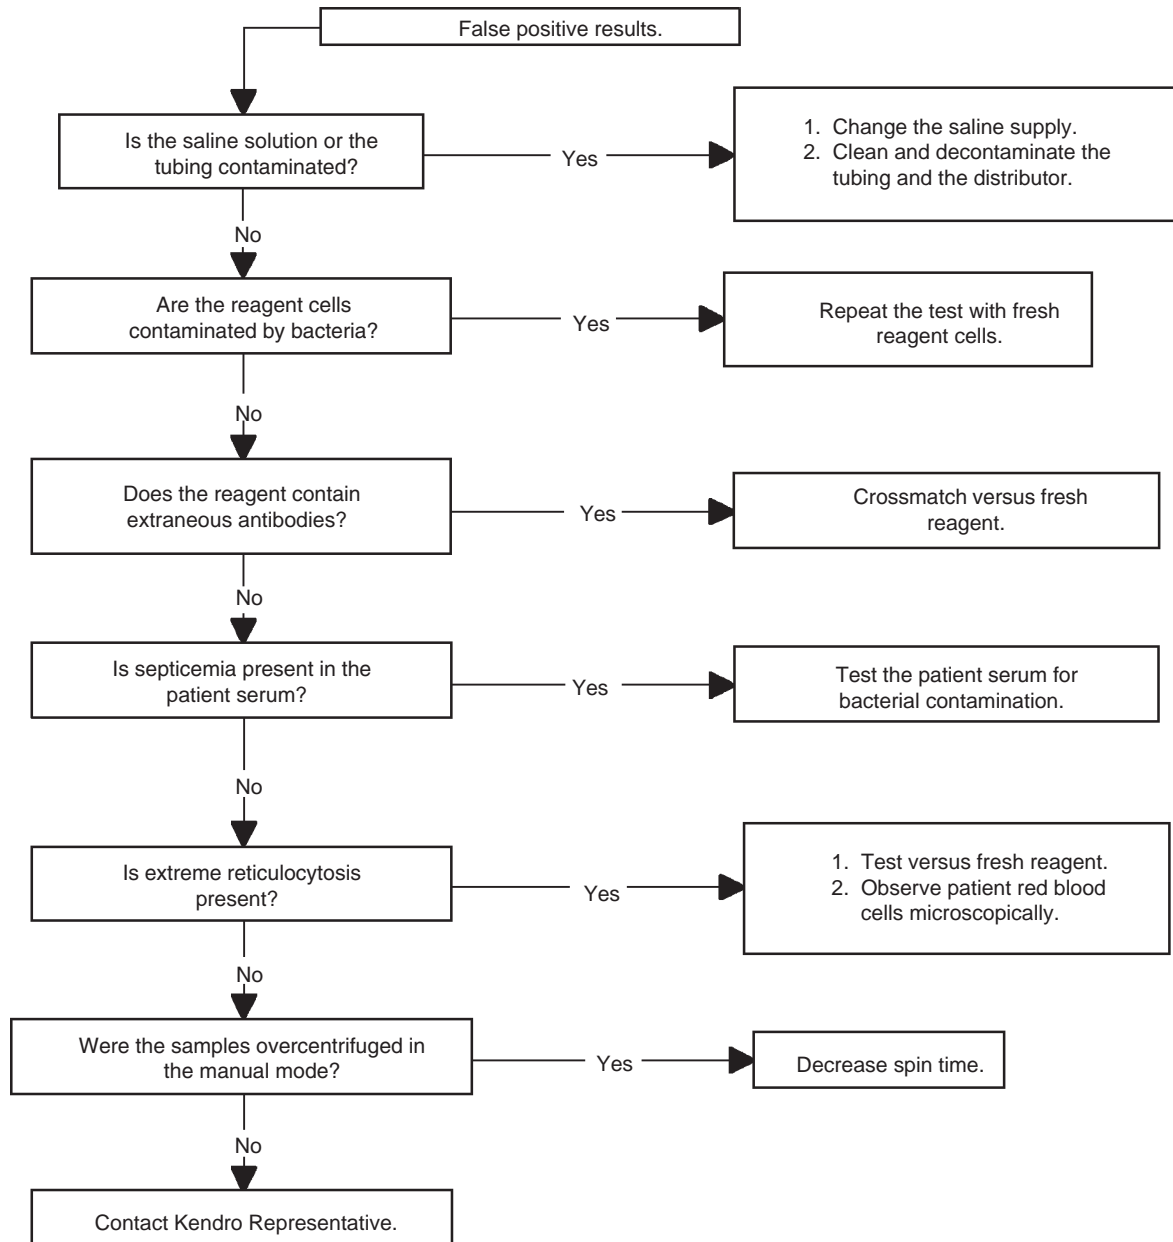 False positive results.
Is the saline solution or the
tubing contaminated?
Yes
1. Change the saline supply.
2. Clean and decontaminate the
tubing and the distributor.
No
Are the reagent cells
contaminated by bacteria?
Yes
Repeat the test with fresh
reagent cells.
No
Does the reagent contain
extraneous antibodies?
Yes
Crossmatch versus fresh
reagent.
No
Is septicemia present in the
patient serum?
Yes
Test the patient serum for
bacterial contamination.
No
Is extreme reticulocytosis
present?
Yes
1. Test versus fresh reagent.
2. Observe patient red blood
cells microscopically.
No
Were the samples overcentrifuged in
the manual mode?
Yes
Decrease spin time.
No
Contact Kendro Representative.